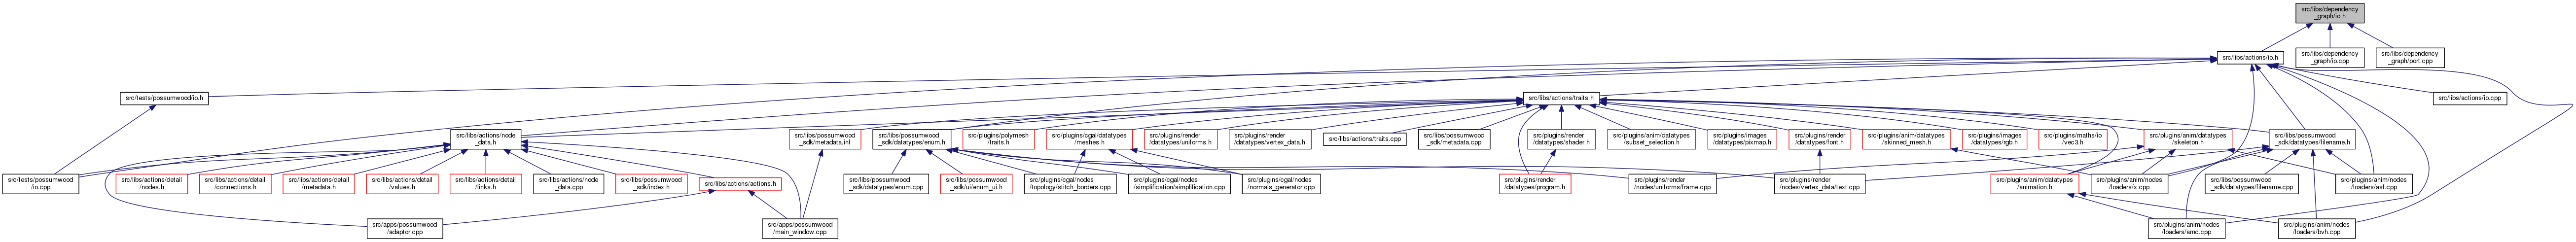 src/libs/dependency
_graph/io.h
src/libs/actions/io.h
src/libs/dependency
_graph/io.cpp
src/libs/dependency
_graph/port.cpp
src/tests/possumwood/io.h
src/libs/actions/traits.h
src/libs/actions/io.cpp
src/libs/actions/node
_data.h
src/libs/possumwood
_sdk/metadata.inl
src/libs/possumwood
_sdk/datatypes/enum.h
src/plugins/polymesh
/traits.h
src/plugins/cgal/datatypes
/meshes.h
src/plugins/render
/datatypes/uniforms.h
src/plugins/render
/datatypes/vertex_data.h
src/libs/actions/traits.cpp
src/libs/possumwood
_sdk/metadata.cpp
src/plugins/render
/datatypes/shader.h
src/plugins/anim/datatypes
/subset_selection.h
src/plugins/images
/datatypes/pixmap.h
src/plugins/render
/datatypes/font.h
src/plugins/anim/datatypes
/skinned_mesh.h
src/plugins/images
/datatypes/rgb.h
src/plugins/maths/io
/vec3.h
src/plugins/anim/datatypes
/skeleton.h
src/libs/possumwood
_sdk/datatypes/filename.h
src/tests/possumwood
/io.cpp
src/libs/actions/detail
/nodes.h
src/libs/actions/detail
/connections.h
src/libs/actions/detail
/metadata.h
src/libs/actions/detail
/values.h
src/libs/actions/detail
/links.h
src/libs/actions/node
_data.cpp
src/libs/possumwood
_sdk/index.h
src/libs/actions/actions.h
src/libs/possumwood
_sdk/datatypes/enum.cpp
src/libs/possumwood
_sdk/ui/enum_ui.h
src/plugins/cgal/nodes
/topology/stitch_borders.cpp
src/plugins/cgal/nodes
/simplification/simplification.cpp
src/plugins/cgal/nodes
/normals_generator.cpp
src/plugins/render
/datatypes/program.h
src/plugins/render
/nodes/uniforms/frame.cpp
src/plugins/render
/nodes/vertex_data/text.cpp
src/plugins/anim/datatypes
/animation.h
src/plugins/anim/nodes
/loaders/x.cpp
src/libs/possumwood
_sdk/datatypes/filename.cpp
src/plugins/anim/nodes
/loaders/asf.cpp
src/apps/possumwood
/adaptor.cpp
src/apps/possumwood
/main_window.cpp
src/plugins/anim/nodes
/loaders/amc.cpp
src/plugins/anim/nodes
/loaders/bvh.cpp